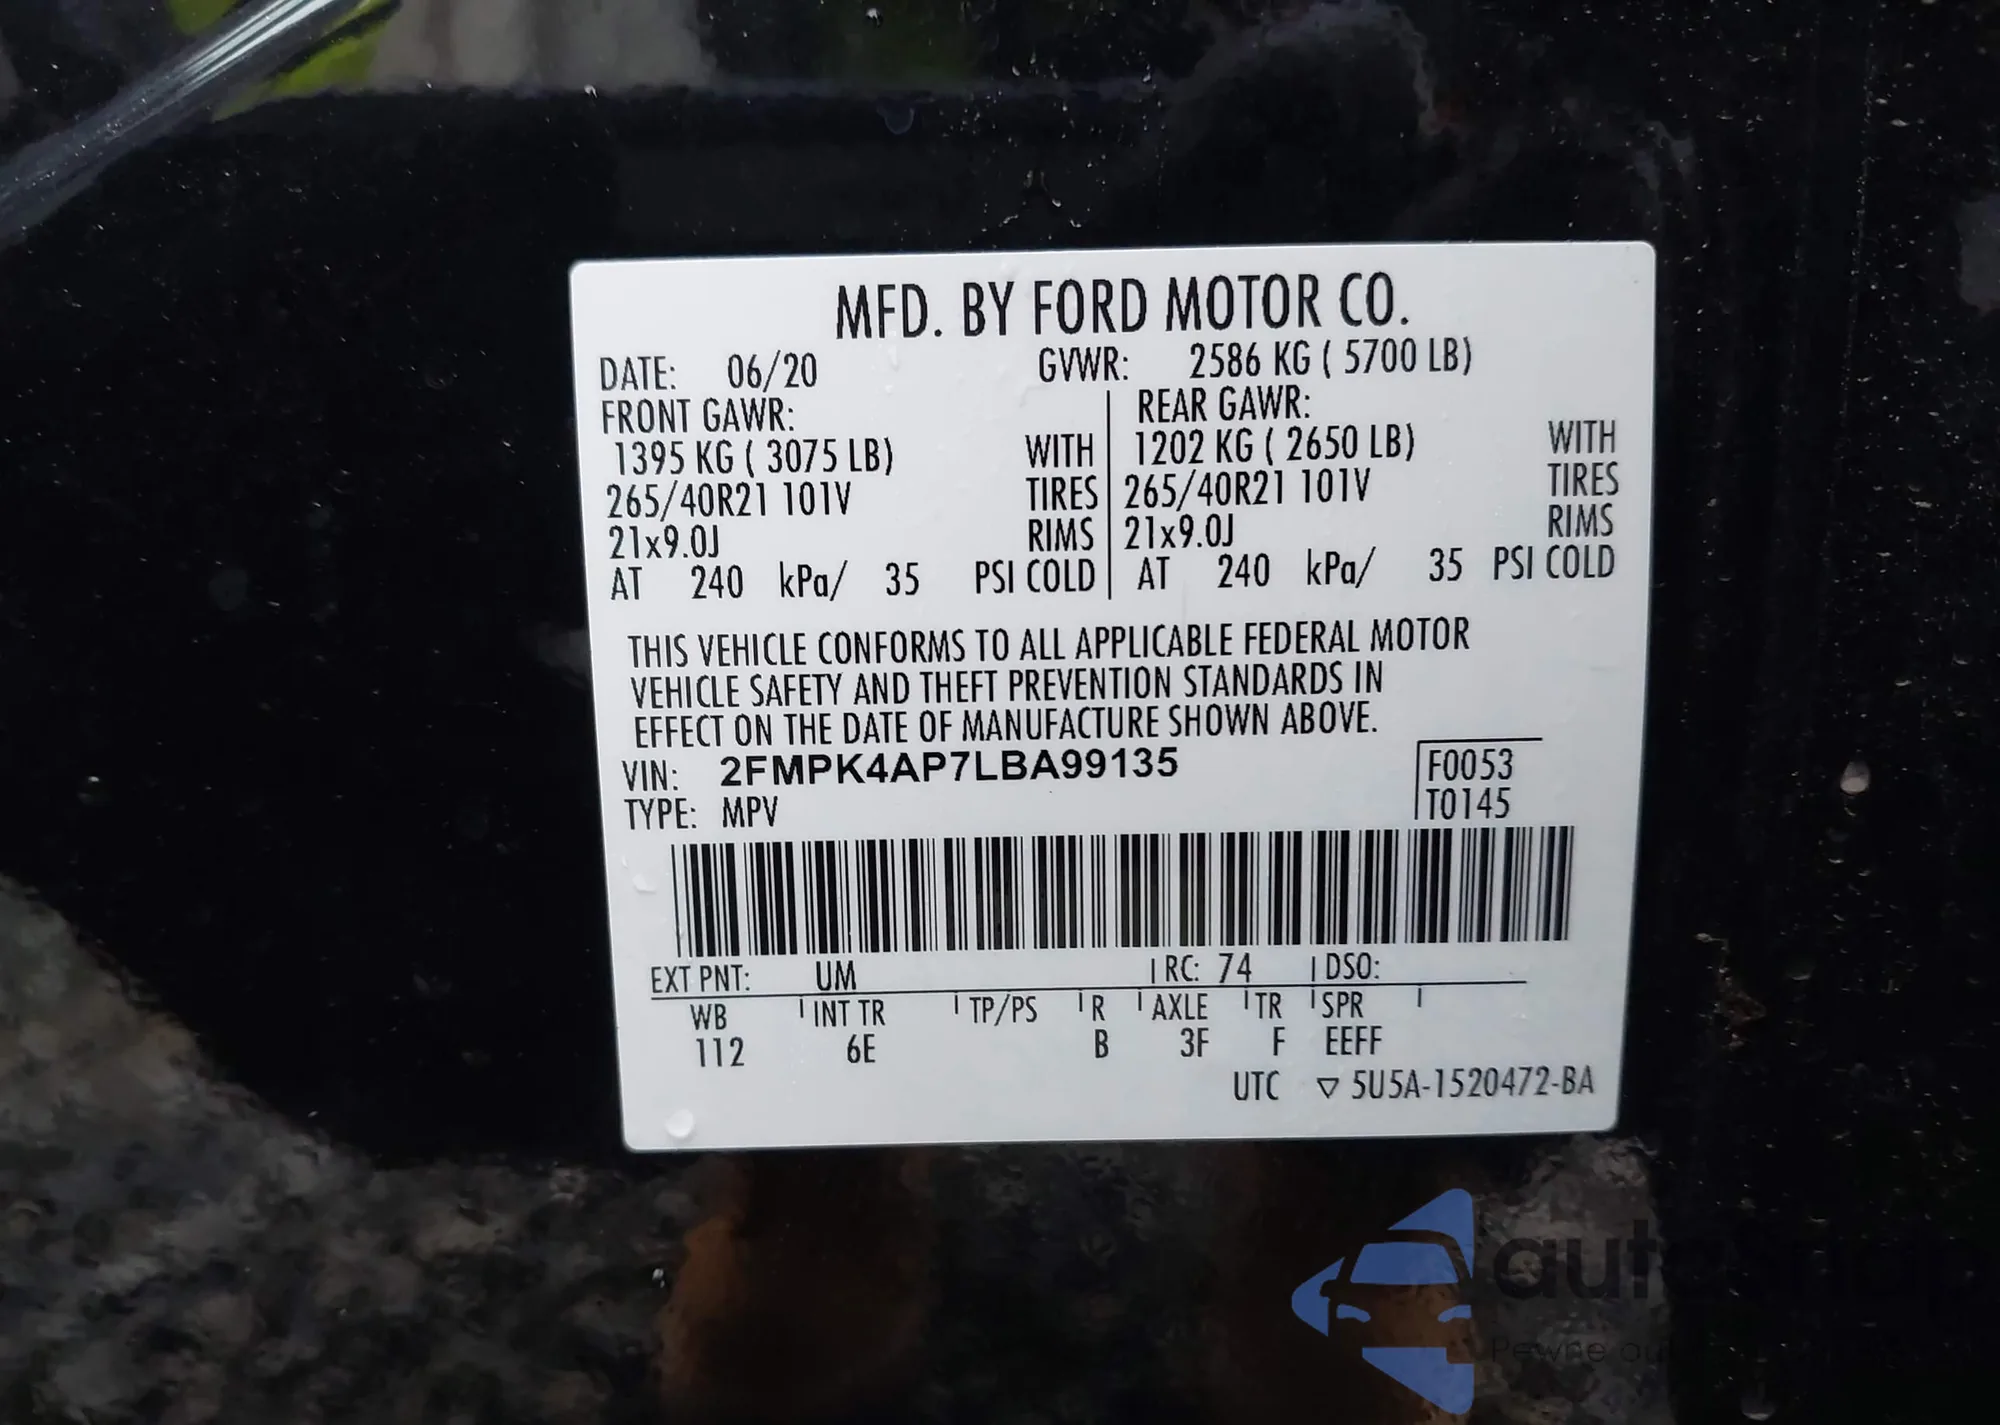 MFD. BY FORD MOTOR CO.
DATE: 06/20 GVWR: 2586 KG ( 5700 LB)
FRONT GAWR: REAR GAWR:
1395 KG ( 3075 LB) WITH 1202 KG ( 2650 LB) WITH
265/40R21 101V TIRES 265/40R21 101V TIRES
21x9.0J RIMS 21x9.0J RIMS
AT 240 kPa/ 35 PSI COLD AT 240 kPa/ 35 PSI COLD
THIS VEHICLE CONFORMS TO ALL APPLICABLE FEDERAL MOTOR
VEHICLE SAFETY AND THEFT PREVENTION STANDARDS IN
EFFECT ON THE DATE OF MANUFACTURE SHOWN ABOVE.
VIN: 2FMPK4AP7LBA99135 F0053
TYPE: MPV T0145
EXT PNT: UM RC: 74 DSO:
WB INT TR TP/PS R AXLE TR SPR
112 6E B 3F F EEFF
UTC ▽ 5U5A-1520472-BA
Pewne